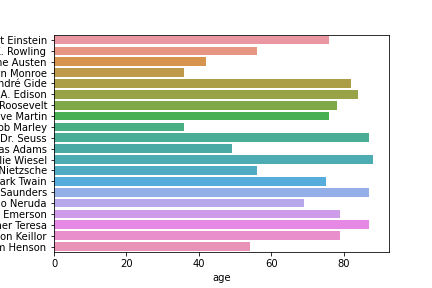 t Einstein
. Rowling
ne Austen
n Monroe
ndré Gide
A. Edison
Roosevelt
ve Martin
ob Marley
Dr. Seuss
as Adams
lie Wiesel
Nietzsche
ark Twain
Saunders
o Neruda
Emerson
er Teresa
on Keillor
m Henson
0 20 40 60 80
age